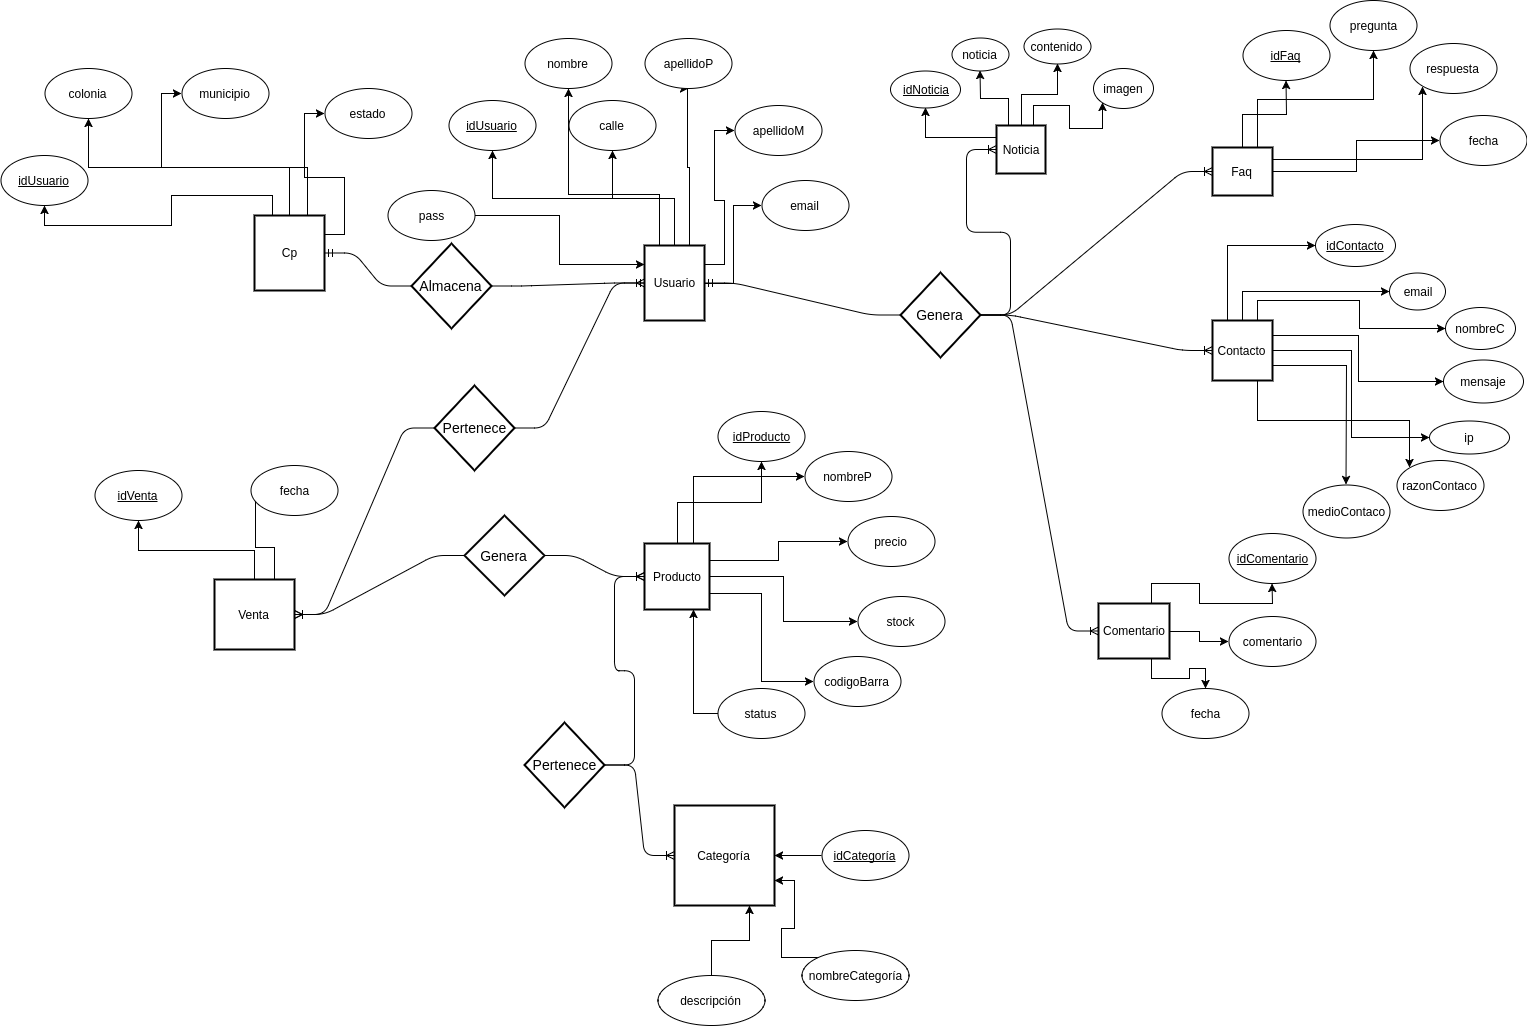 pregunta
nombre
apellidoP
noticia
contenido
idFaq
respuesta
colonia
municipio
idNoticia
imagen
estado
idUsuario
calle
apellidoM
fecha
Noticia
Faq
idUsuario
pass
email
idContacto
Cp
Almacena
Usuario
Genera
email
nombreC
Contacto
mensaje
Pertenece
idProducto
ip
nombreP
razonContaco
idVenta
fecha
medioContaco
precio
idComentario
Genera
Producto
Venta
stock
Comentario
comentario
codigoBarra
status
fecha
Pertenece
Categoría
idCategoría
nombreCategoría
descripción